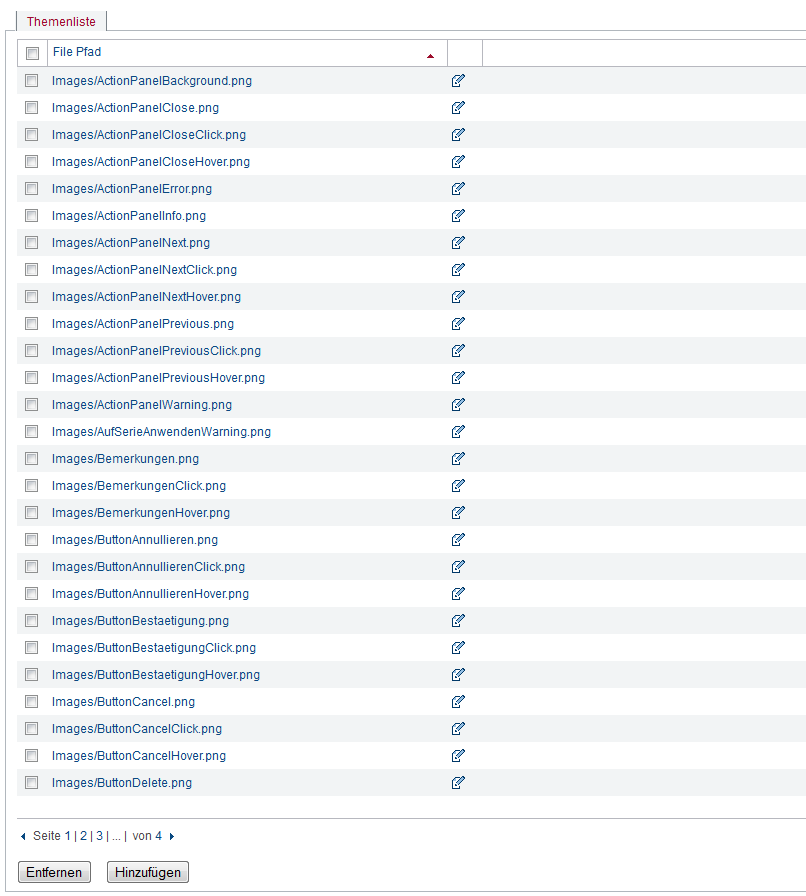 Themenliste
File Pfad
Images/ActionPanelBackground.png
Images/ActionPanelClose.png
Images/ActionPanelCloseClick.png
Images/ActionPanelCloseHover.png
Images/ActionPanelError.png
Images/ActionPanelInfo.png
Images/ActionPanelNext.png
Images/ActionPanelNextClick.png
Images/ActionPanelNextHover.png
Images/ActionPanelPrevious.png
Images/ActionPanelPreviousClick.png
Images/ActionPanelPreviousHover.png
Images/ActionPanelWarning.png
Images/AufSerieAnwendenWarning.png
Images/Bemerkungen.png
Images/BemerkungenClick.png
Images/BemerkungenHover.png
Images/ButtonAnnullieren.png
Images/ButtonAnnullierenClick.png
Images/ButtonAnnullierenHover.png
Images/ButtonBestaetigung.png
Images/ButtonBestaetigungClick.png
Images/ButtonBestaetigungHover.png
Images/ButtonCancel.png
Images/ButtonCancelClick.png
Images/ButtonCancelHover.png
Images/ButtonDelete.png
Seite 1 | 2 | 3 | ... | von 4
Entfernen Hinzufügen